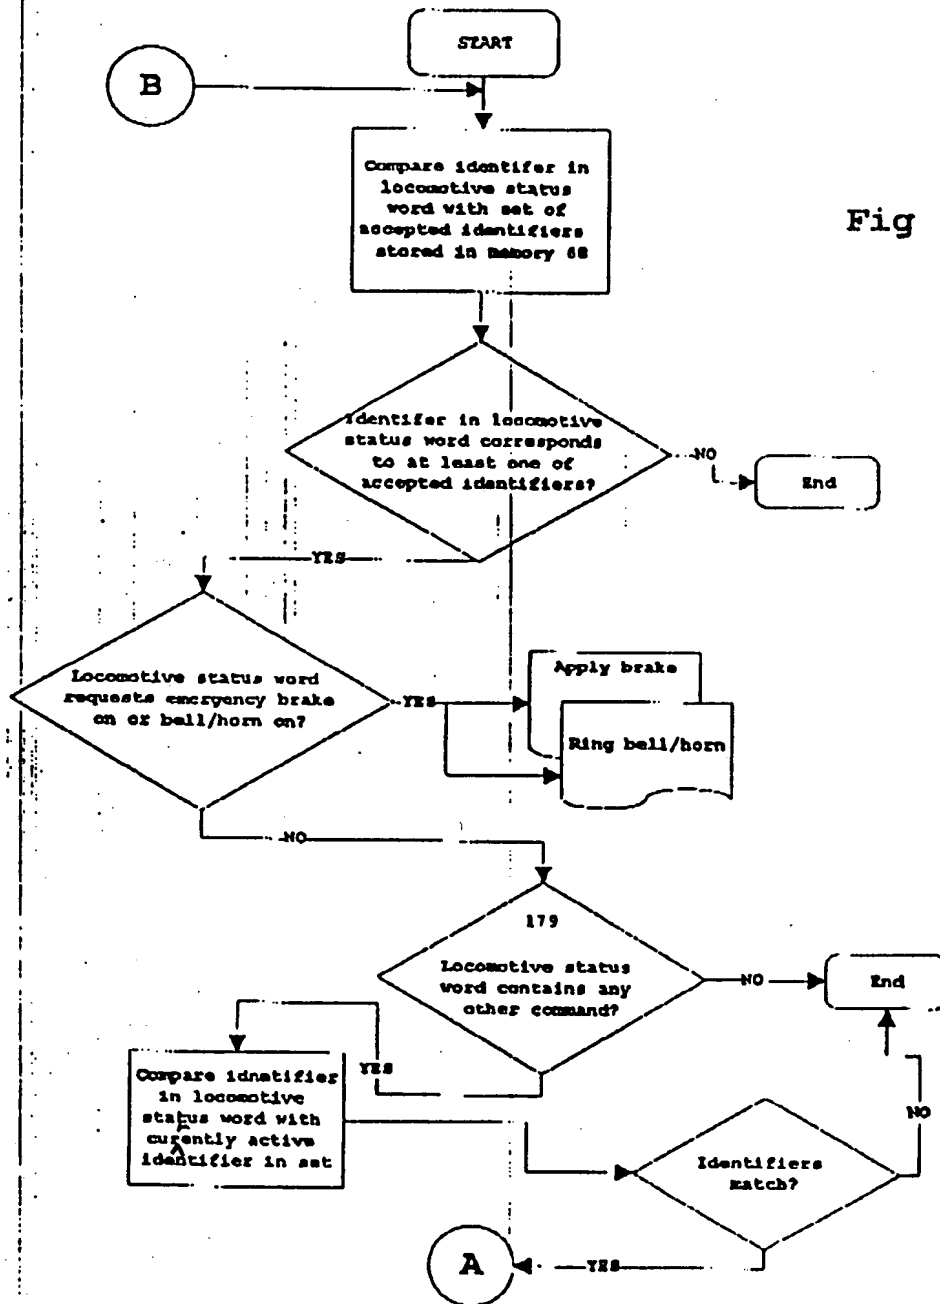 START
B
Compare identifer in
locomotive status
word with set of
accepted identifiers
stored in memory 68
Fig
Identifer in locomotive
status word corresponds
to at least one of
accepted identifiers?
NO
End
YES
Locomotive status word
requests emergency brake
on or bell/horn on?
YES
Apply brake
Ring bell/horn
NO
179
Locomotive status
word contains any
other command?
NO
End
YES
Compare idnetifier
in locomotive
status word with
curently active
identifier in set
r
NO
Identifiers
match?
A
YES